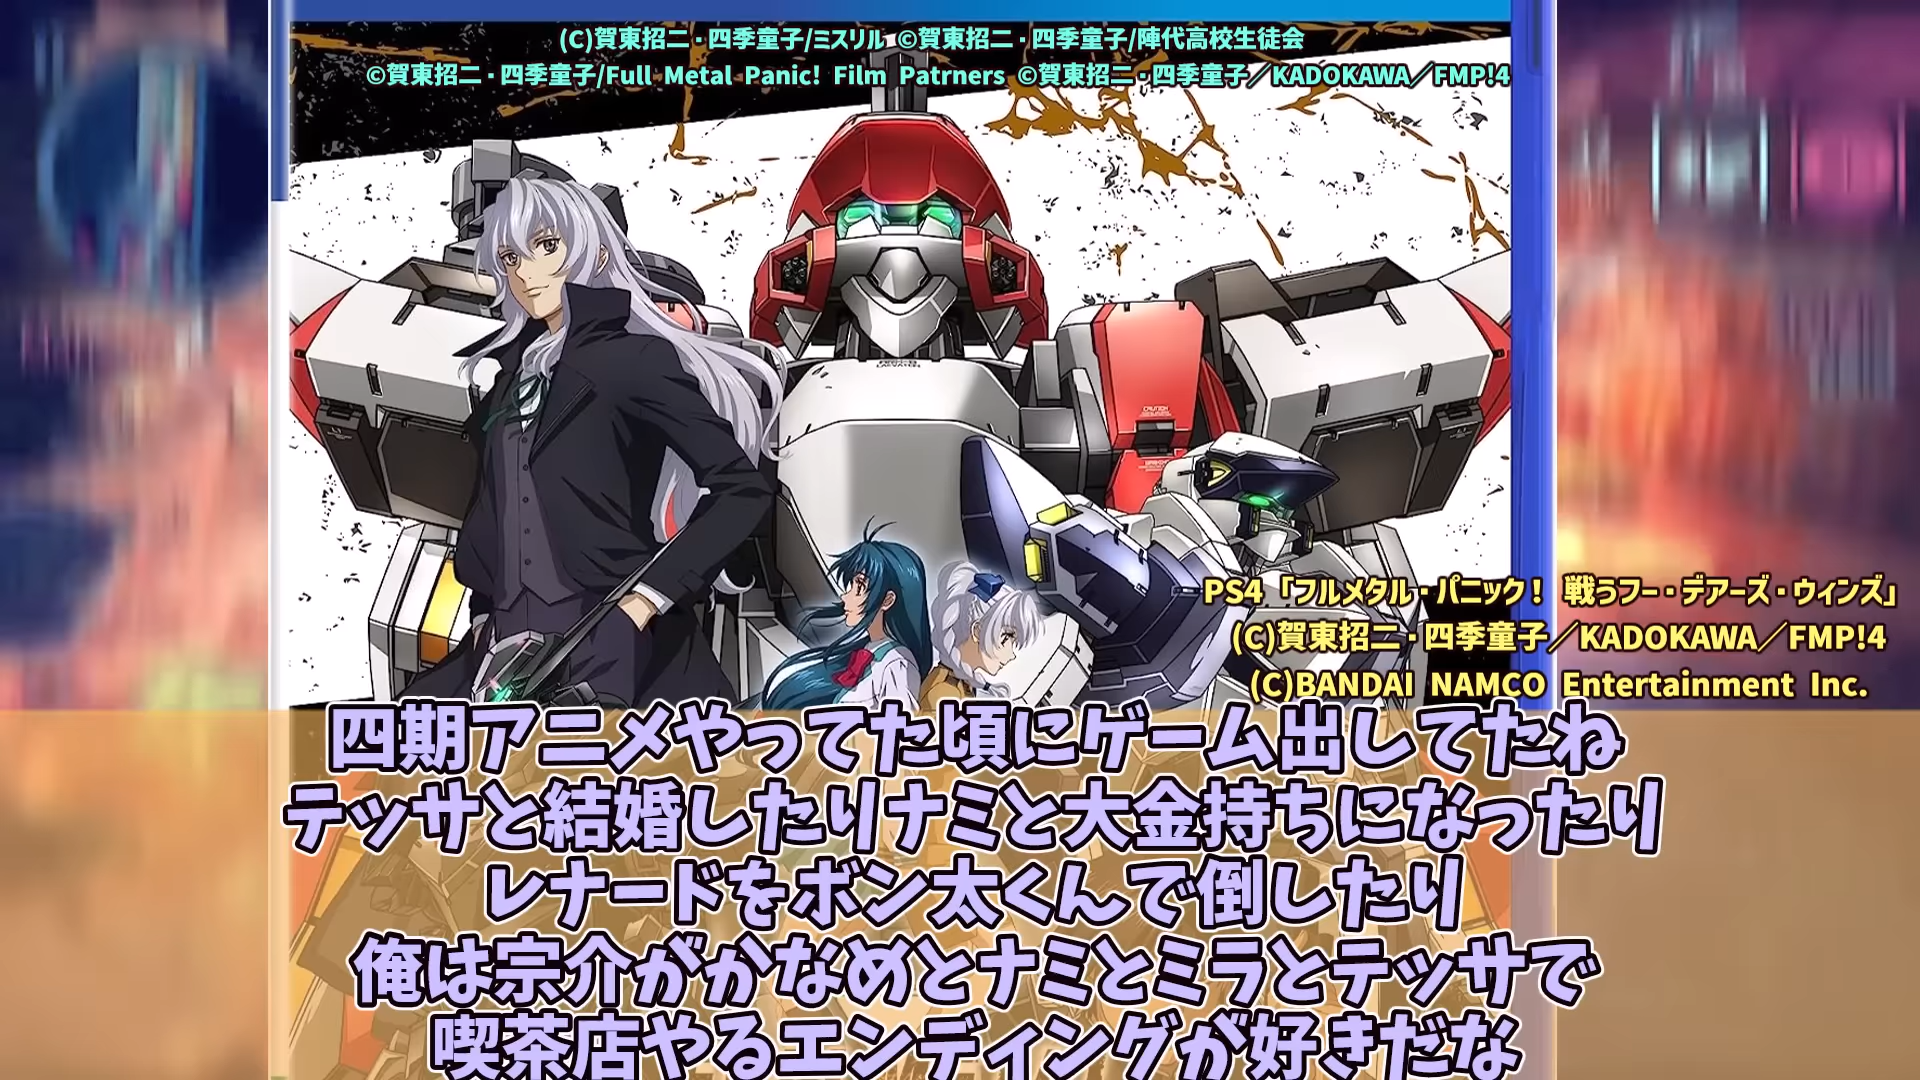 (C)賀東招二・四季童子/ミスリル ©賀東招二・四季童子/陣代高校生徒会
©賀東招二・四季童子/Full Metal Panic! Film Patrners ©賀東招二・四季童子／KADOKAWA／FMP!4
PS4「フルメタル・パニック！ 戦うフー・デアーズ・ウィンズ」
(C)賀東招二・四季童子／KADOKAWA／FMP!4
(C)BANDAI NAMCO Entertainment Inc.
四期アニメやってた頃にゲーム出してたね
テッサと結婚したりナミと大金持ちになったり
レナードをボン太くんで倒したり
俺は宗介がかなめとナミとミラとテッサで
喫茶店やるエンディングが好きだな